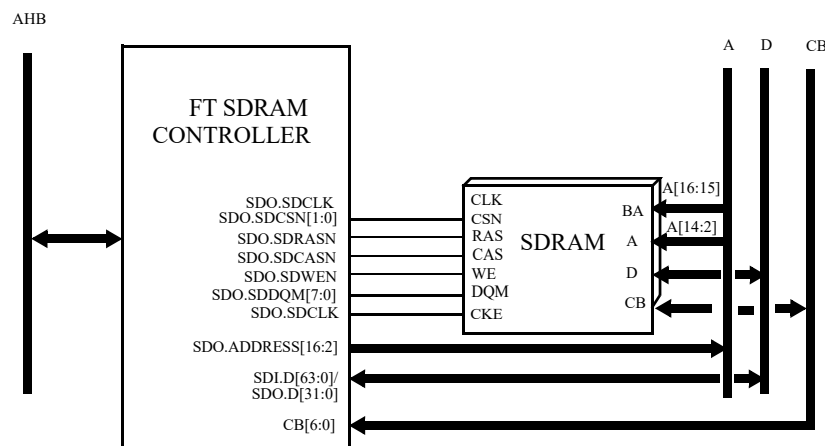 AHB
A D CB
FT SDRAM
CONTROLLER
SDO.SDCLK
SDO.SDCSN[1:0]
SDO.SDRASN
SDO.SDCASN
SDO.SDWEN
SDO.SDDQM[7:0]
SDO.SDCLK
SDO.ADDRESS[16:2]
SDI.D[63:0]/
SDO.D[31:0]
CB[6:0]
CLK
CSN
RAS
CAS
WE
DQM
CKE
SDRAM
BA
A
D
CB
A[16:15]
A[14:2]